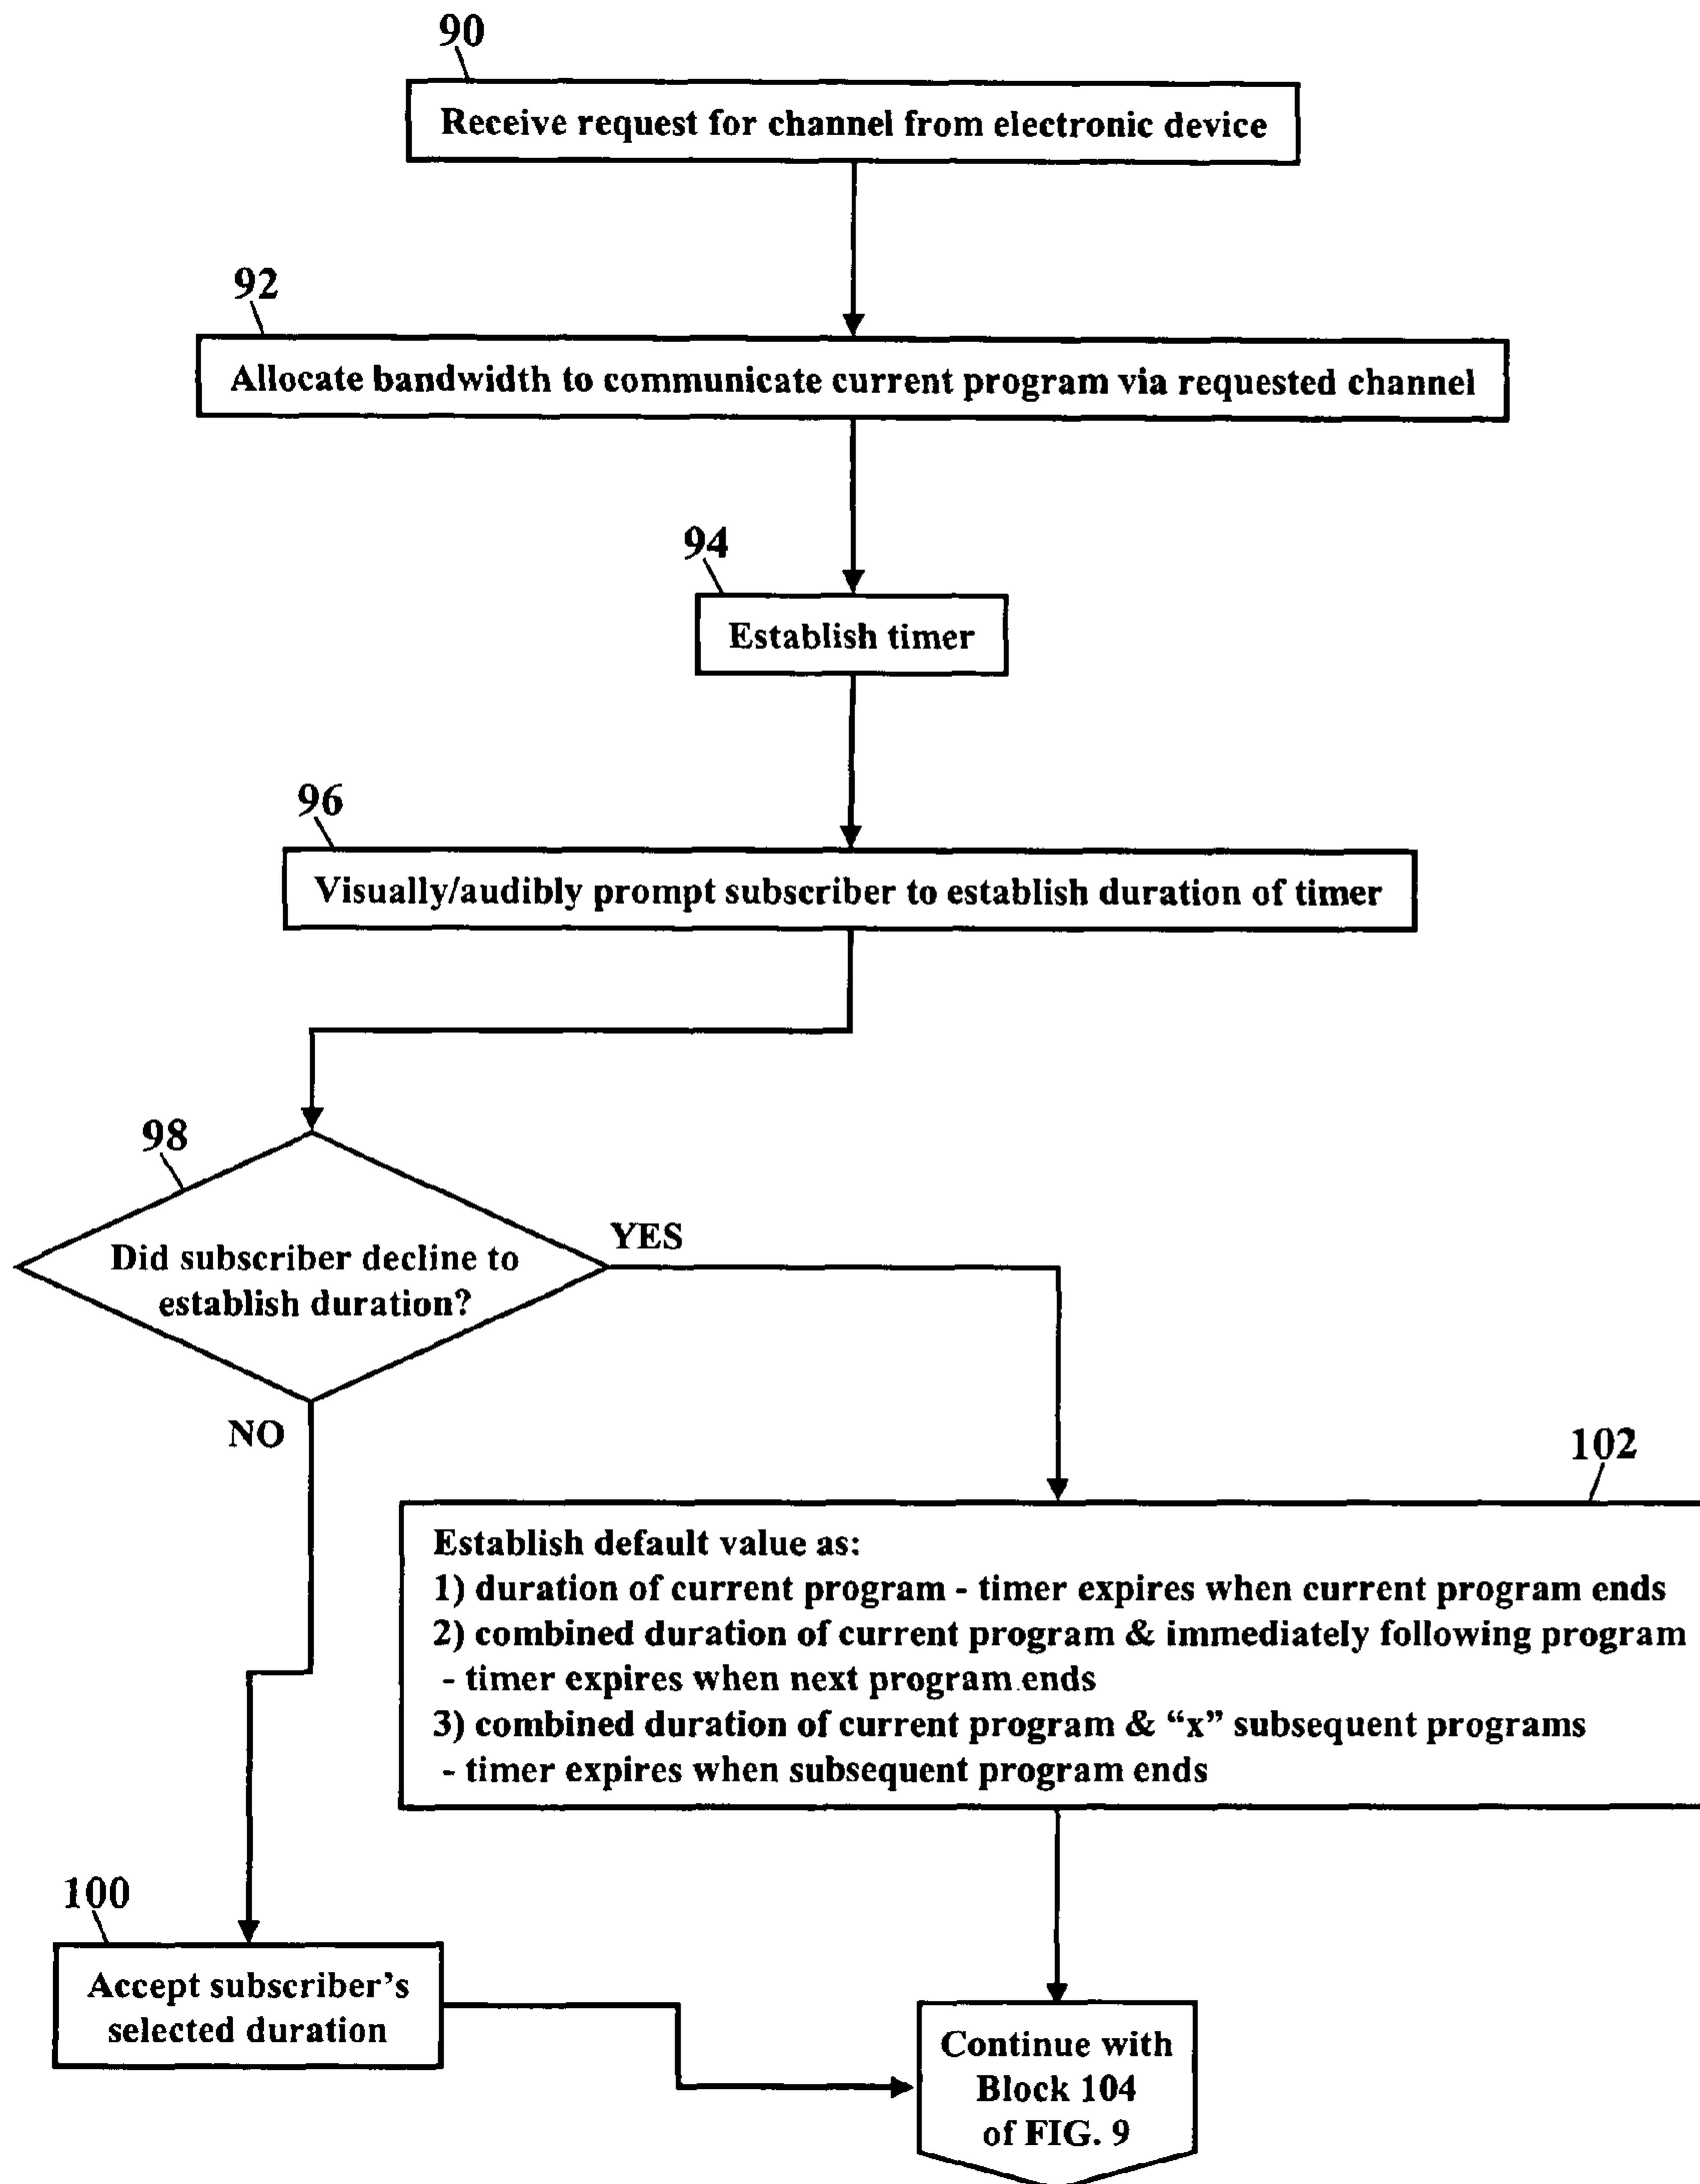 90
Receive request for channel from electronic device
92
Allocate bandwidth to communicate current program via requested channel
94
Establish timer
96
Visually/audibly prompt subscriber to establish duration of timer
98
Did subscriber decline to
establish duration?
YES
NO
102
Establish default value as:
1) duration of current program - timer expires when current program ends
2) combined duration of current program & immediately following program
- timer expires when next program ends
3) combined duration of current program & “x” subsequent programs
- timer expires when subsequent program ends
100
Accept subscriber’s
selected duration
Continue with
Block 104
of FIG. 9